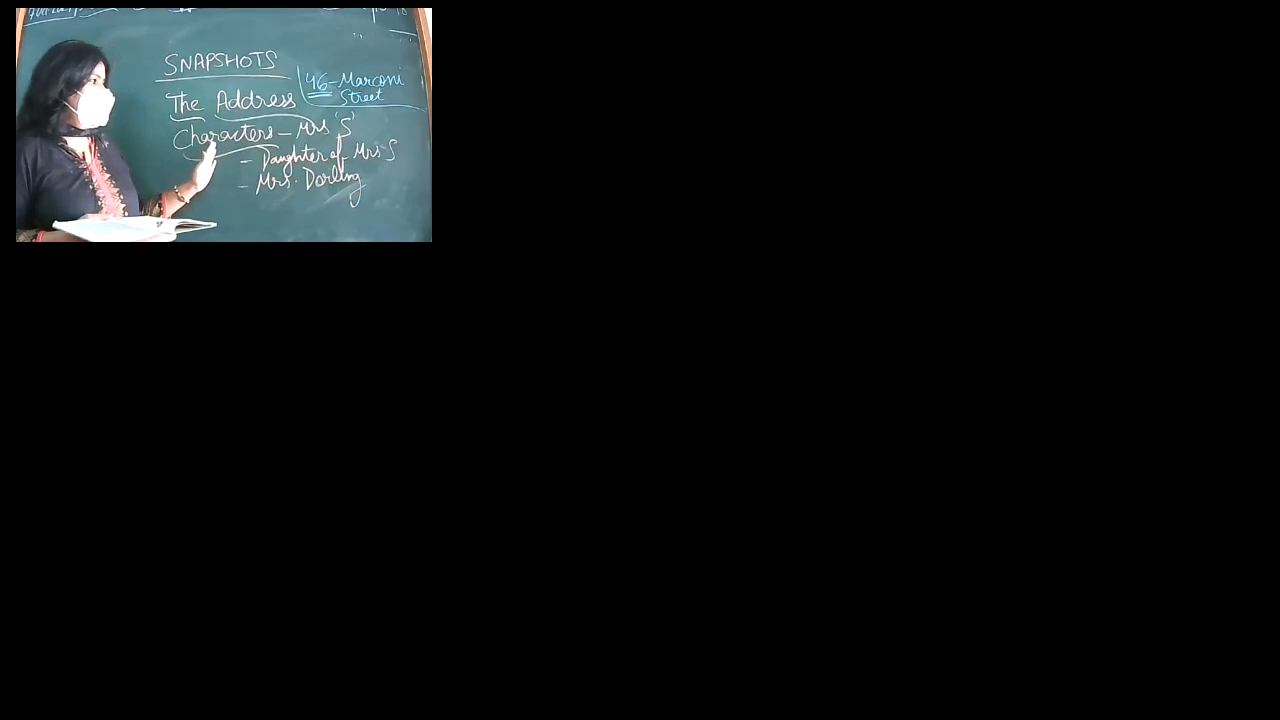 SNAPSHOTS
The Address
46-Marconi
Street
Characters - Mrs 'S'
- Daughter of Mrs S
- Mrs. Dorling